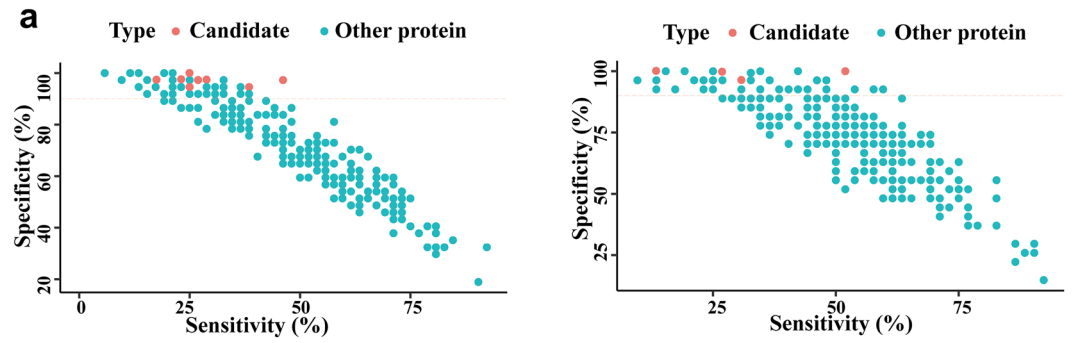 a
Type Candidate Other protein
Specificity (%)
100
80
60
40
20
0 25 50 75
Sensitivity (%)
Type Candidate Other protein
Specificity (%)
100
75
50
25
25 50 75
Sensitivity (%)